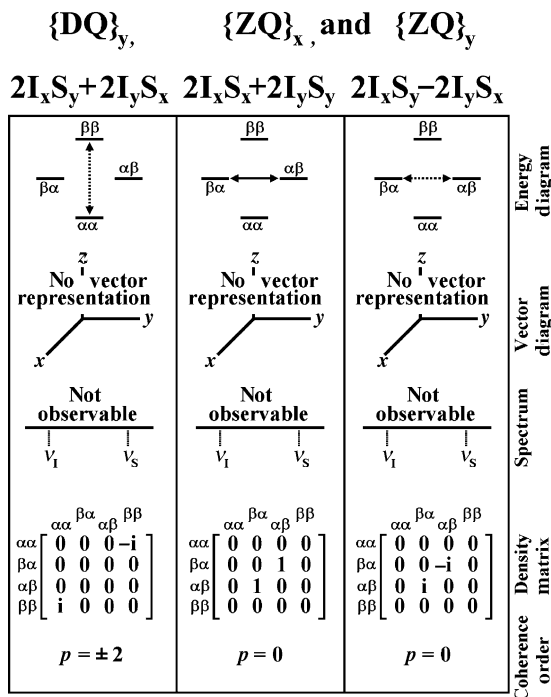 {DQ}y, {ZQ}x , and {ZQ}y
2IxSy+2IySx 2IxSx+2IySy 2IxSy−2IySx
ββ ββ ββ
βα αβ βα αβ βα αβ
αα αα αα
Energy diagram
z z z
No vector No vector No vector
representation representation representation
y y y
x x x
Vector diagram
Not Not Not
observable observable observable
νI νS νI νS νI νS
Spectrum
αα βα αβ ββ αα βα αβ ββ αα βα αβ ββ
αα 0 0 0 −i αα 0 0 0 0 αα 0 0 0 0
βα 0 0 0 0 βα 0 0 1 0 βα 0 0 −i 0
αβ 0 0 0 0 αβ 0 1 0 0 αβ 0 i 0 0
ββ i 0 0 0 ββ 0 0 0 0 ββ 0 0 0 0
Density matrix
p = ± 2 p = 0 p = 0
Coherence order